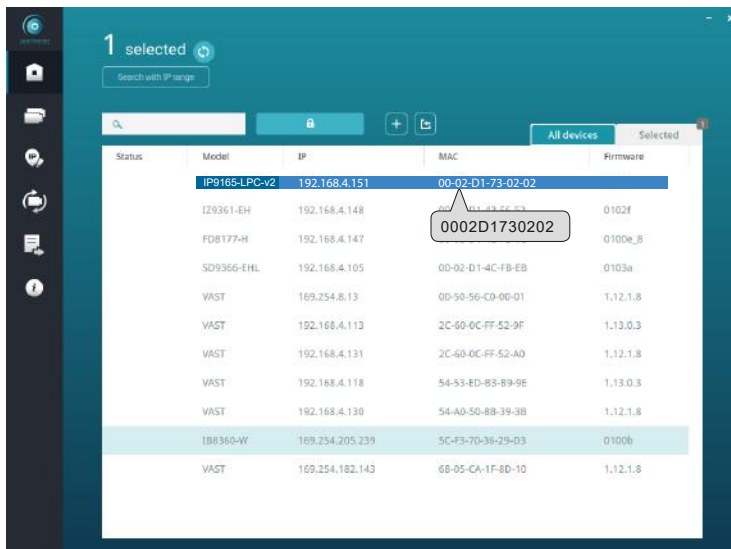 1 selected
Search with IP range
All devices
Selected
1
Status Model IP MAC Firmware
IP9165-LPC-v2 192.168.4.151 00-02-D1-73-02-02
IZ9361-EH 192.168.4.148 0102f
0002D1730202
FD8177-H 192.168.4.147 0100e_8
SD9366-EHL 192.168.4.105 00-02-D1-4C-FB-EB 0103a
VAST 169.254.8.13 0D-50-56-C0-00-01 1.12.1.8
VAST 192.168.4.113 2C-60-0C-FF-52-9F 1.13.0.3
VAST 192.168.4.131 2C-60-0C-FF-52-A0 1.12.1.8
VAST 192.168.4.118 54-53-ED-B3-B9-9E 1.13.0.3
VAST 192.168.4.130 54-A0-50-8B-39-3B 1.12.1.8
IB8360-W 169.254.205.239 5C-F3-70-36-29-D3 0100b
VAST 169.254.182.143 68-05-CA-1F-8D-10 1.12.1.8